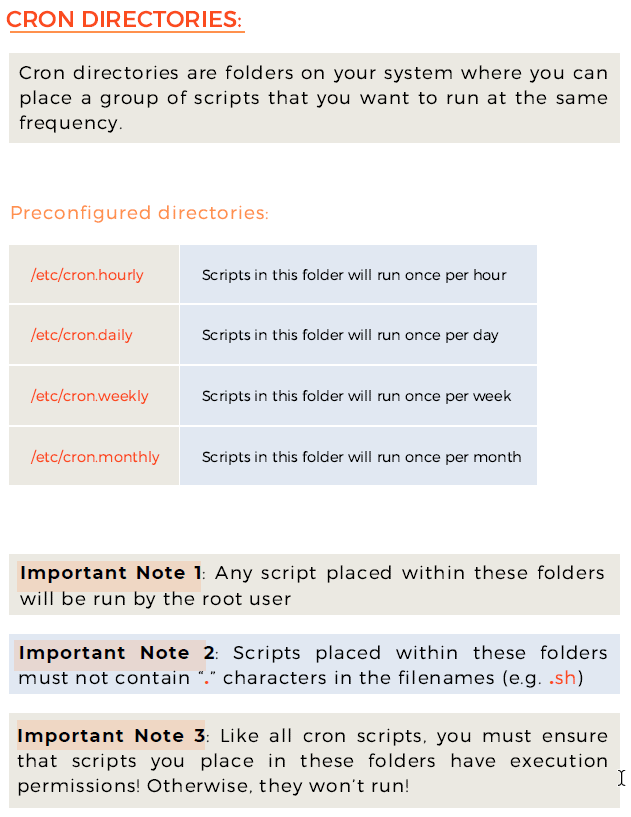 CRON DIRECTORIES:
Cron directories are folders on your system where you can
place a group of scripts that you want to run at the same
frequency.
Preconfigured directories:
/etc/cron.hourly Scripts in this folder will run once per hour
/etc/cron.daily Scripts in this folder will run once per day
/etc/cron.weekly Scripts in this folder will run once per week
/etc/cron.monthly Scripts in this folder will run once per month
Important Note 1: Any script placed within these folders
will be run by the root user
Important Note 2: Scripts placed within these folders
must not contain “.” characters in the filenames (e.g. .sh)
Important Note 3: Like all cron scripts, you must ensure
that scripts you place in these folders have execution
permissions! Otherwise, they won’t run!